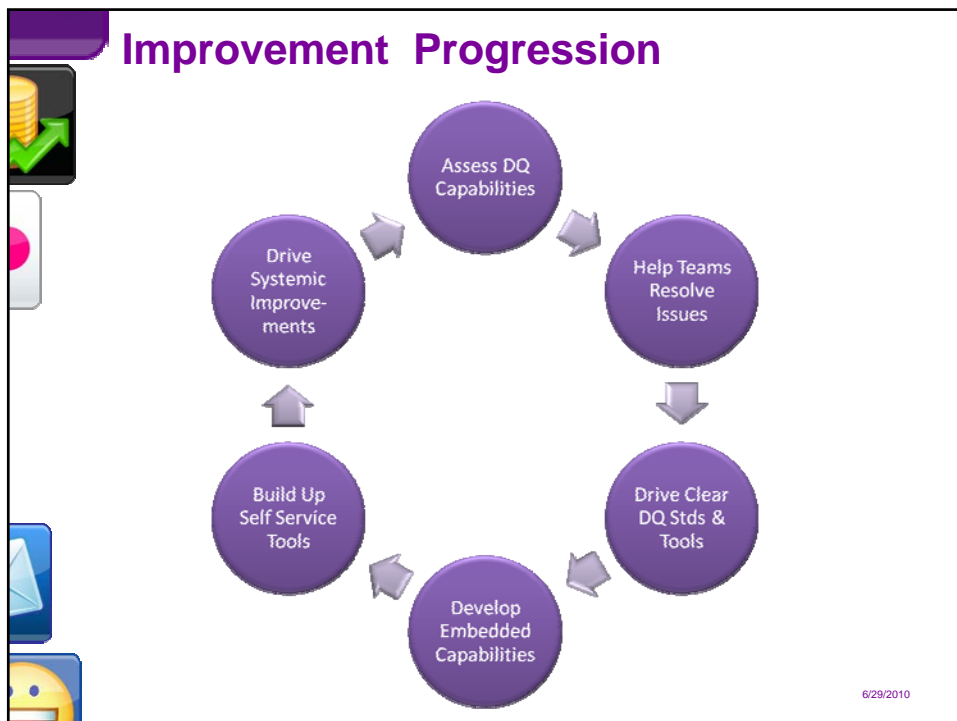 Improvement Progression
Assess DQ
Capabilities
Help Teams
Resolve
Issues
Drive Clear
DQ Stds &
Tools
Develop
Embedded
Capabilities
Build Up
Self Service
Tools
Drive
Systemic
Improve-
ments
6/29/2010